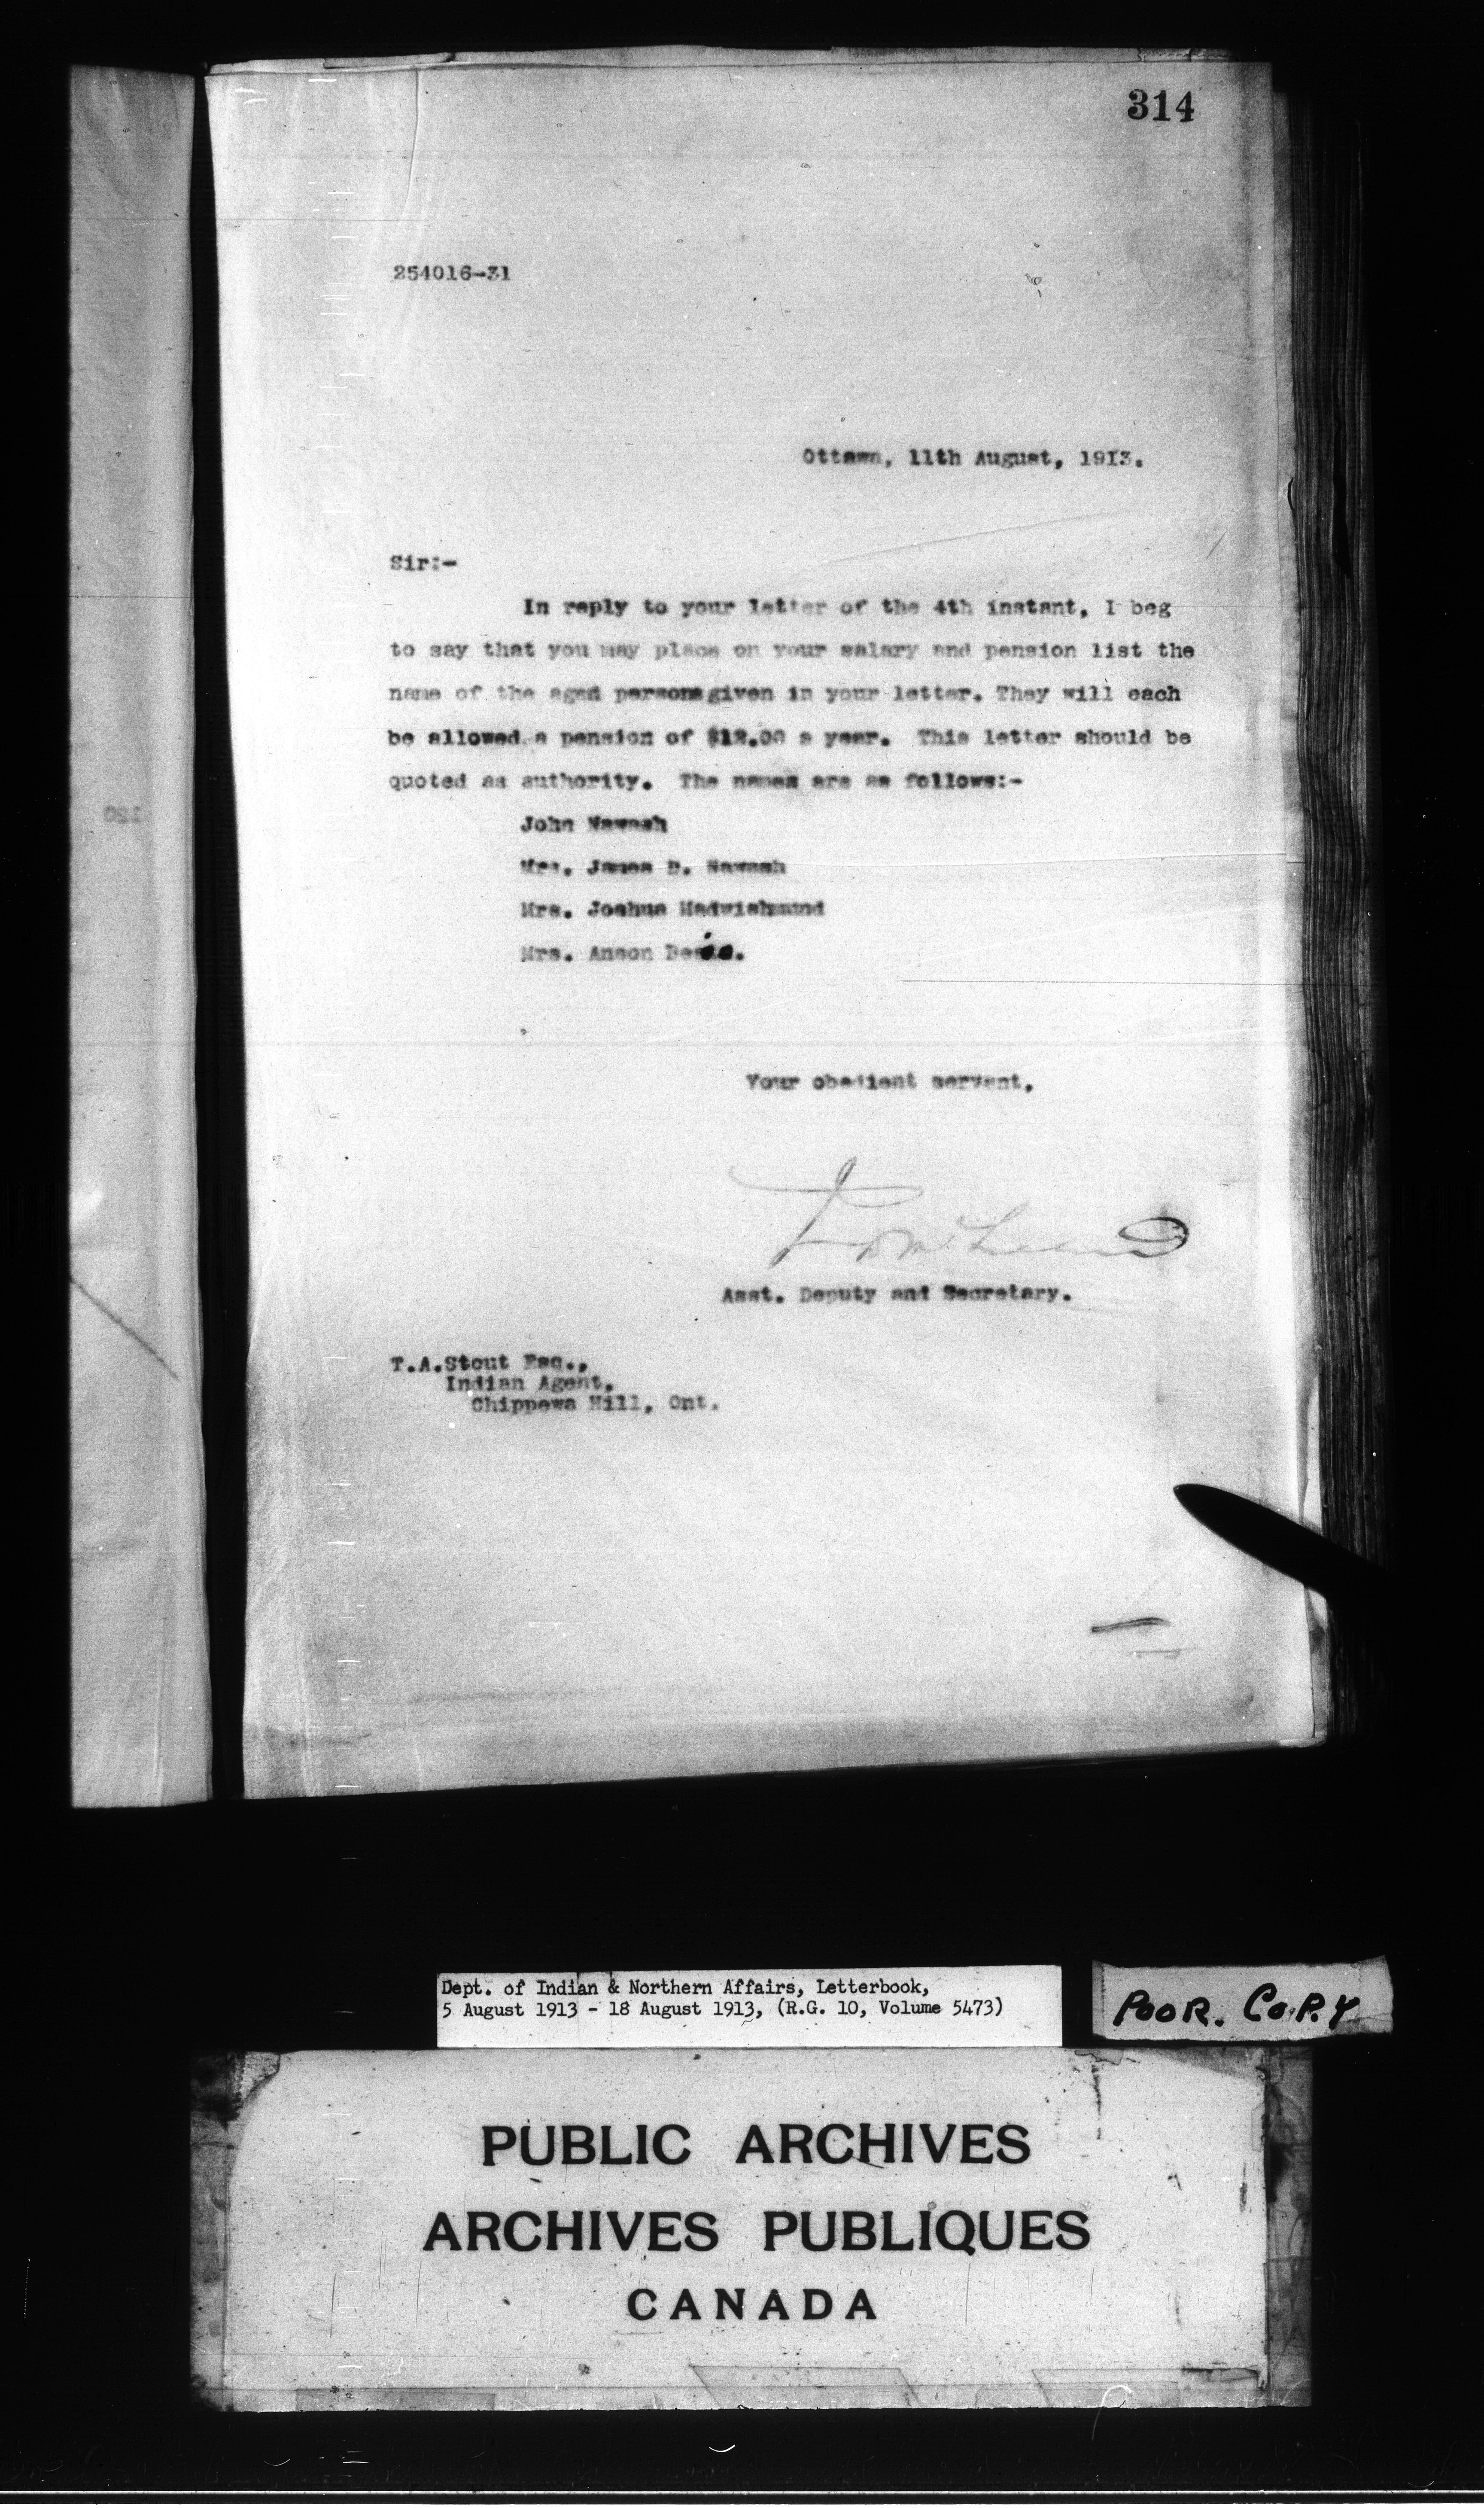 314
254016-31
Ottawa, 11th August, 1913.
Sir:-
In reply to your letter of the 4th instant, I beg
to say that you may place on your salary and pension list the
name of the aged persons given in your letter. They will each
be allowed a pension of $12.00 a year. This letter should be
quoted as authority. The names are as follows:-
John Nawash
Mrs. James D. Nawash
Mrs. Joshua Madwishmund
Mrs. Anson
Your obedient servant,
Asst. Deputy and Secretary.
T.A.Stout Esq.,
Indian Agent,
Chippewa Hill, Ont.
Dept. of Indian & Northern Affairs, Letterbook,
5 August 1913 - 18 August 1913, (R.G. 10, Volume 5473)
POOR. COPY
PUBLIC ARCHIVES
ARCHIVES PUBLIQUES
CANADA